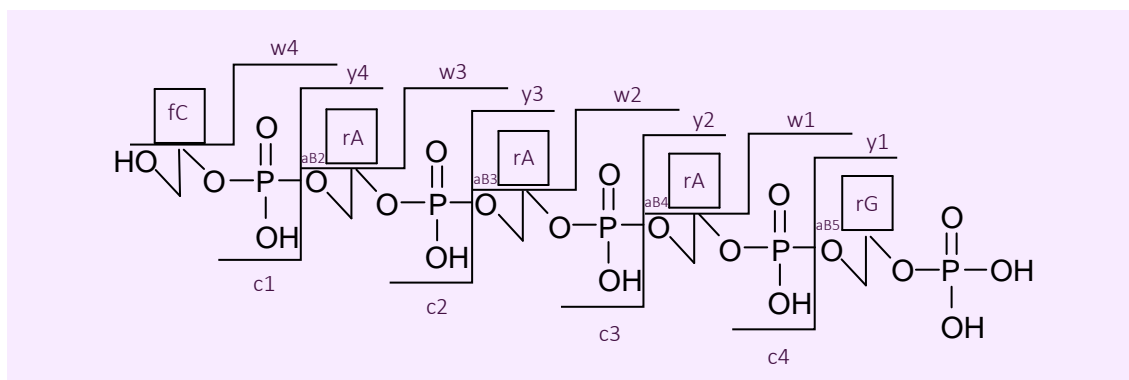 w4
y4
w3
y3
w2
y2
w1
y1
fC
rA
rA
rA
rG
HO
O
P
O
OH
aB2
O
O
P
O
OH
aB3
O
O
P
O
OH
aB4
O
O
P
O
OH
aB5
O
O
P
O
OH
OH
c1
c2
c3
c4